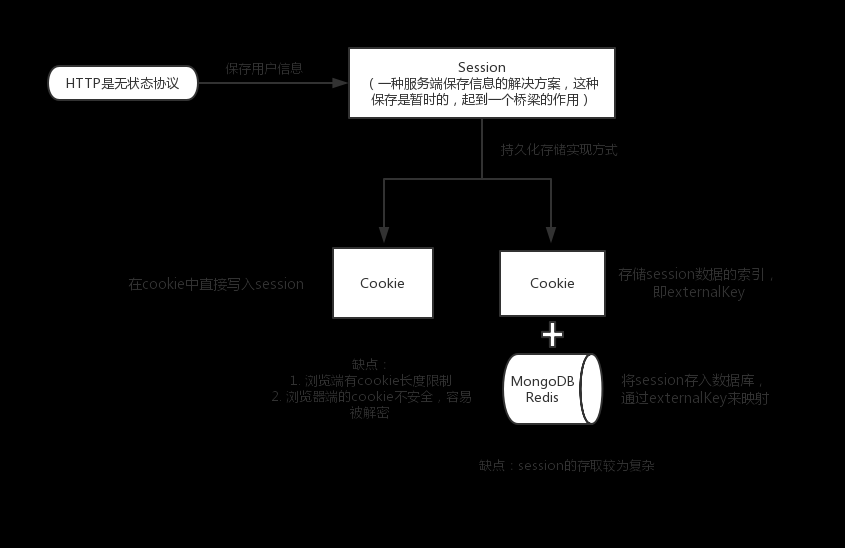 保存用户信息
HTTP是无状态协议
Session
（一种服务端保存信息的解决方案，这种
保存是暂时的，起到一个桥梁的作用）
持久化存储实现方式
在cookie中直接写入session
Cookie
Cookie
存储session数据的索引，
即externalKey
缺点：
1. 浏览端有cookie长度限制
2. 浏览器端的cookie不安全，容易
被解密
MongoDB
Redis
将session存入数据库，
通过externalKey来映射
缺点：session的存取较为复杂